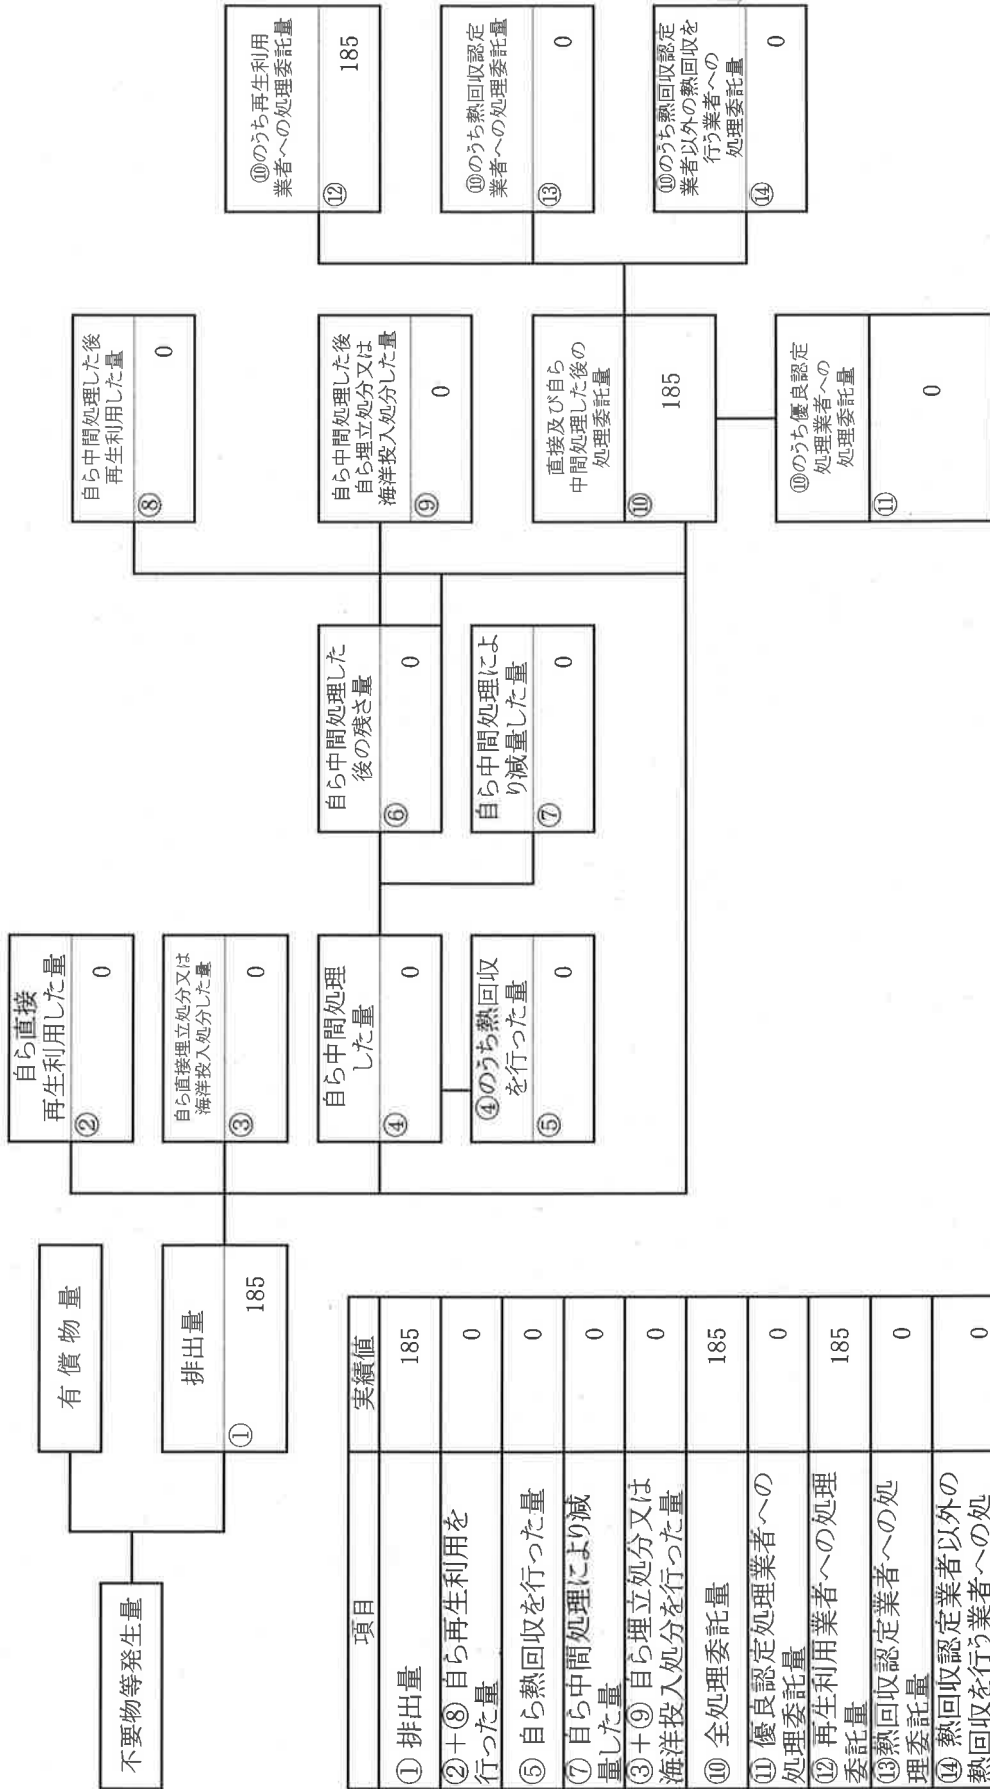 不要物等発生量
有償物量
排出量
①
185
自ら直接
再生利用した量
②
0
自ら直接埋立処分又は
海洋投入処分した量
③
0
自ら中間処理
した量
④
0
④のうち熱回収
を行った量
⑤
0
自ら中間処理した
後の残さ量
⑥
0
自ら中間処理によ
り減量した量
⑦
0
自ら中間処理した後
再生利用した量
⑧
0
自ら中間処理した後
自ら埋立処分又は
海洋投入処分した量
⑨
0
直接及び自ら
中間処理した後の
処理委託量
⑩
185
⑩のうち優良認定
処理業者への
処理委託量
⑪
0
⑩のうち再生利用
業者への処理委託量
⑫
185
⑩のうち熱回収認定
業者への処理委託量
⑬
0
⑩のうち熱回収認定
業者以外の熱回収を
行う業者への
処理委託量
⑭
0
項目 実績値
① 排出量 185
②+⑧ 自ら再生利用を
行った量 0
⑤ 自ら熱回収を行った量 0
⑦ 自ら中間処理により減
量した量 0
③+⑨ 自ら埋立処分又は
海洋投入処分を行った量 0
⑩ 全処理委託量 185
⑪ 優良認定処理業者への
処理委託量 0
⑫ 再生利用業者への処理
委託量 185
⑬熱回収認定業者への処
理委託量 0
⑭ 熱回収認定業者以外の
熱回収を行う業者への処 0